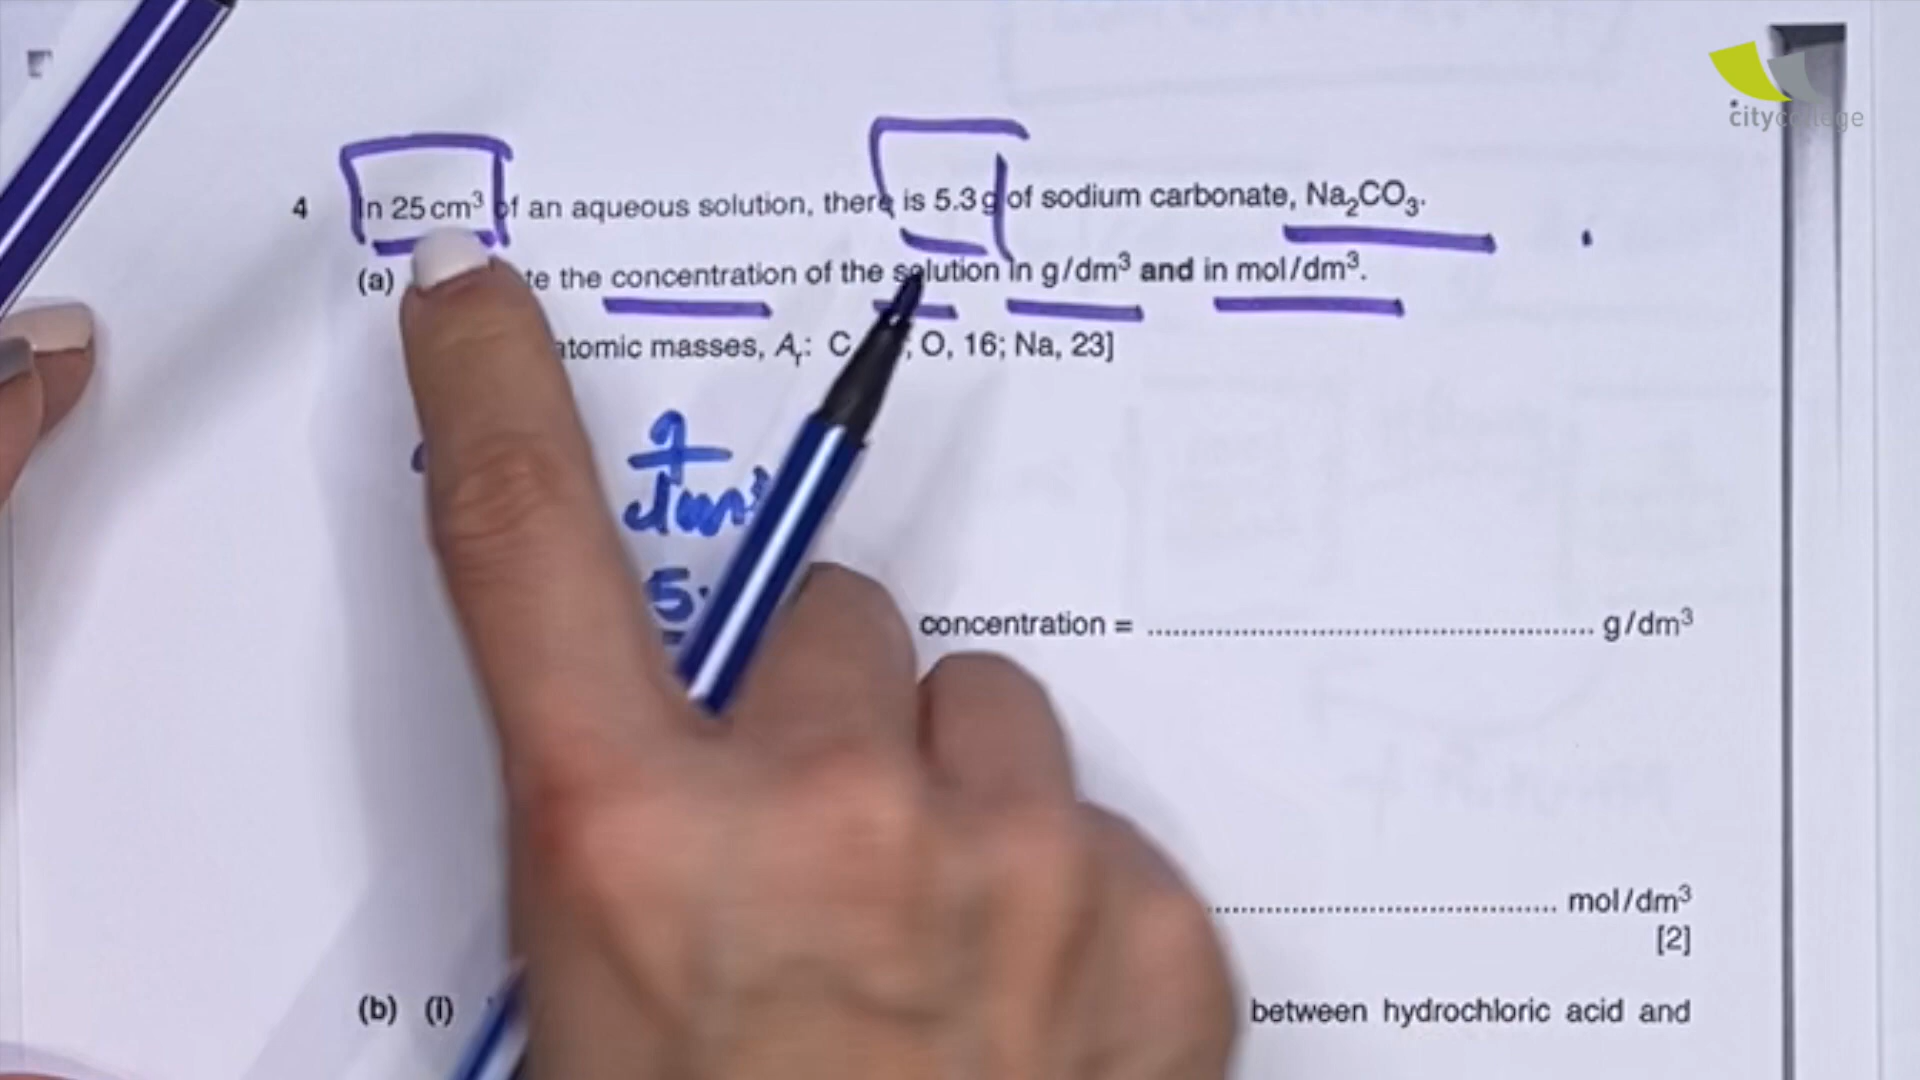 citycollege
4 In 25 cm³ of an aqueous solution, there is 5.3 g of sodium carbonate, Na₂CO₃.
(a) the concentration of the solution in g/dm³ and in mol/dm³.
atomic masses, Aᵣ: C O, 16; Na, 23]
g
dm³
5.
concentration = ........................................................ g/dm³
........................................................ mol/dm³
[2]
(b) (i) between hydrochloric acid and